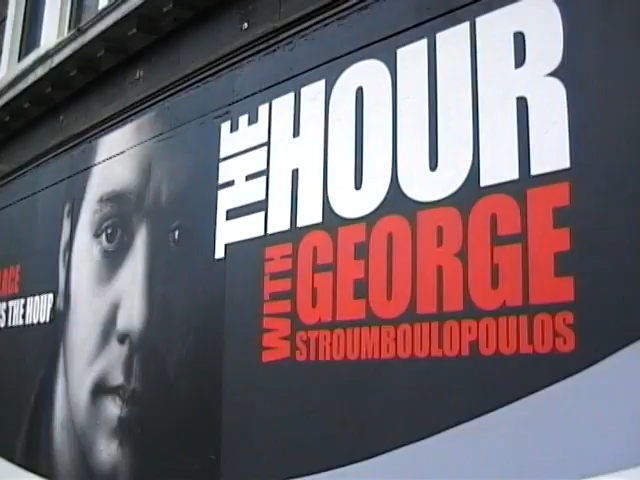 THE HOUR
WITH GEORGE
STROUMBOULOPOULOS
S THE HOUR